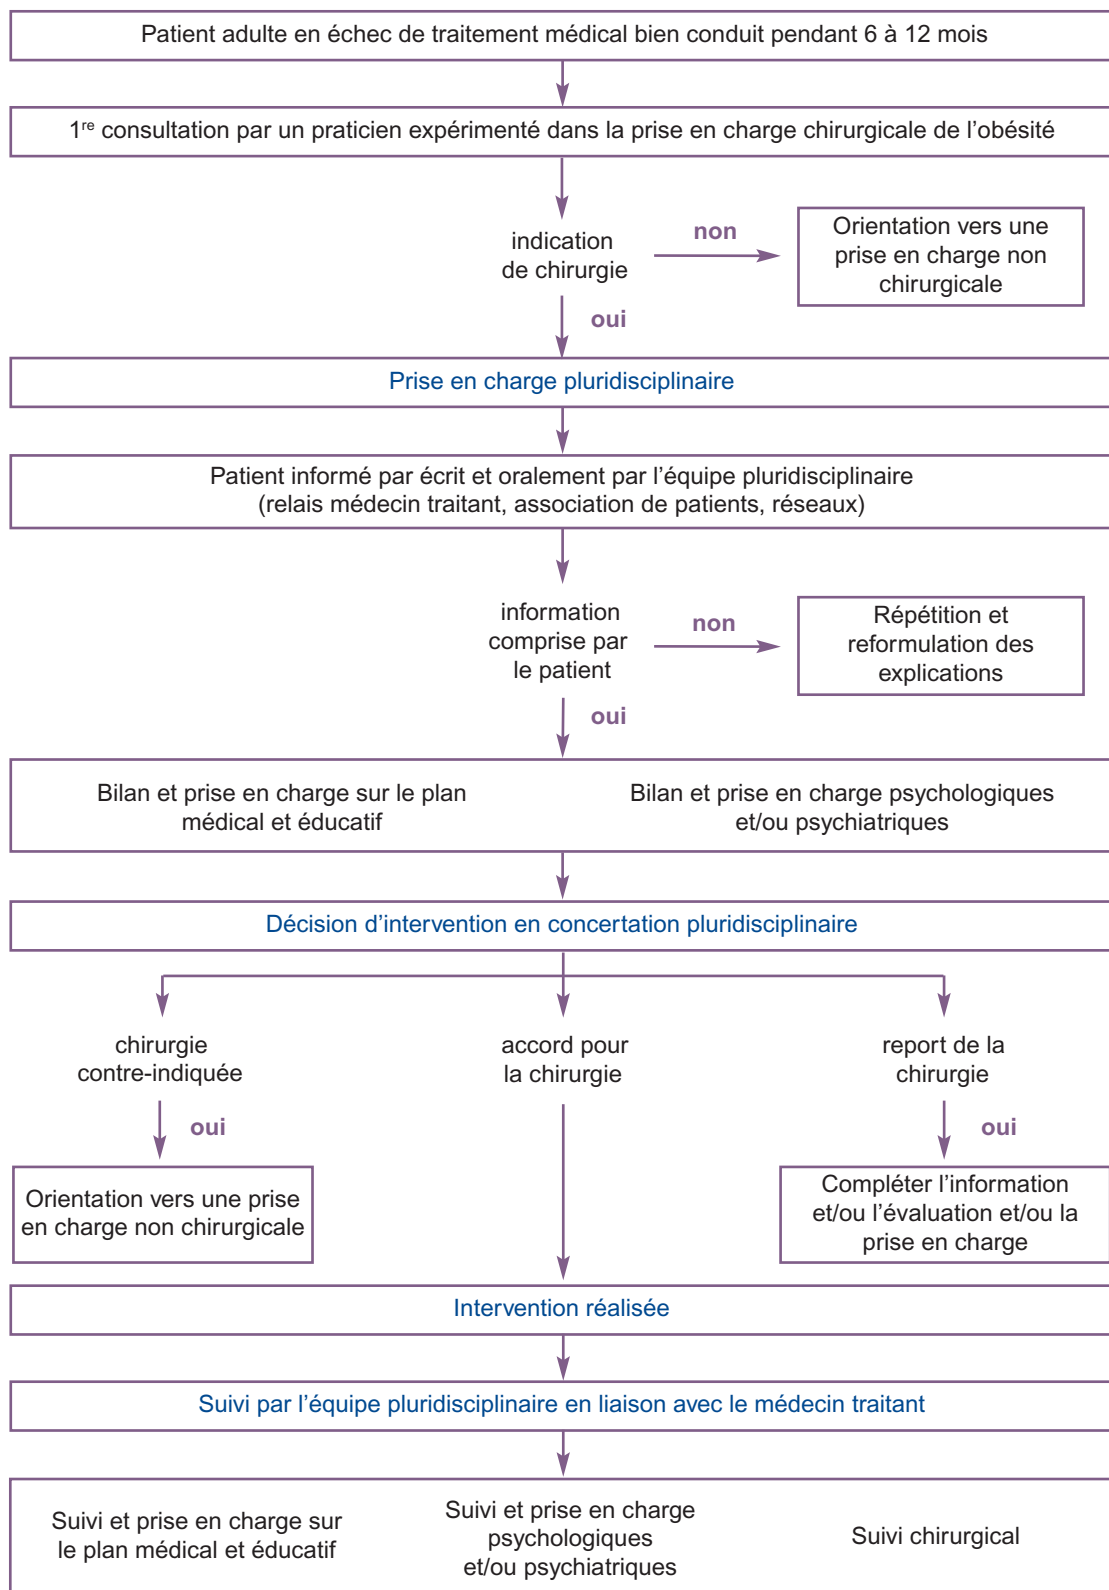 Patient adulte en échec de traitement médical bien conduit pendant 6 à 12 mois
1re consultation par un praticien expérimenté dans la prise en charge chirurgicale de l’obésité
indication
de chirurgie
non
Orientation vers une
prise en charge non
chirurgicale
oui
Prise en charge pluridisciplinaire
Patient informé par écrit et oralement par l’équipe pluridisciplinaire
(relais médecin traitant, association de patients, réseaux)
information
comprise par
le patient
non
Répétition et
reformulation des
explications
oui
Bilan et prise en charge sur le plan
médical et éducatif
Bilan et prise en charge psychologiques
et/ou psychiatriques
Décision d’intervention en concertation pluridisciplinaire
chirurgie
contre-indiquée
accord pour
la chirurgie
report de la
chirurgie
oui
oui
Orientation vers une prise
en charge non chirurgicale
Compléter l’information
et/ou l’évaluation et/ou la
prise en charge
Intervention réalisée
Suivi par l’équipe pluridisciplinaire en liaison avec le médecin traitant
Suivi et prise en charge sur
le plan médical et éducatif
Suivi et prise en charge
psychologiques
et/ou psychiatriques
Suivi chirurgical